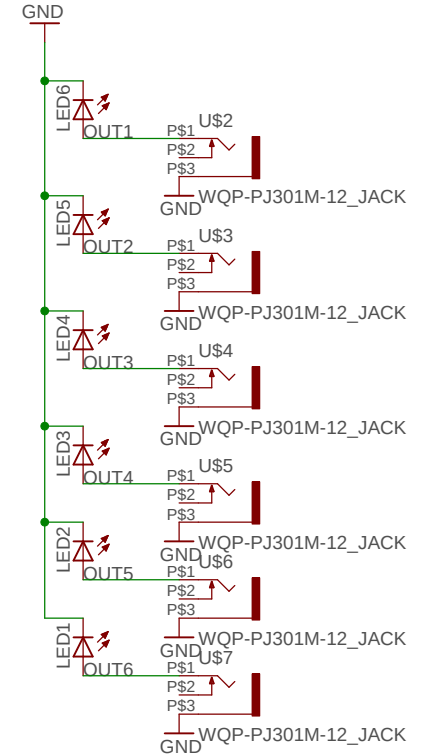 GND
LED6
OUT1
P$1
U$2
P$2
P$3
GND
WQP-PJ301M-12_JACK
LED5
OUT2
P$1
U$3
P$2
P$3
GND
WQP-PJ301M-12_JACK
LED4
OUT3
P$1
U$4
P$2
P$3
GND
WQP-PJ301M-12_JACK
LED3
OUT4
P$1
U$5
P$2
P$3
GND
WQP-PJ301M-12_JACK
LED2
OUT5
P$1
U$6
P$2
P$3
GND
WQP-PJ301M-12_JACK
LED1
OUT6
P$1
U$7
P$2
P$3
GND
WQP-PJ301M-12_JACK